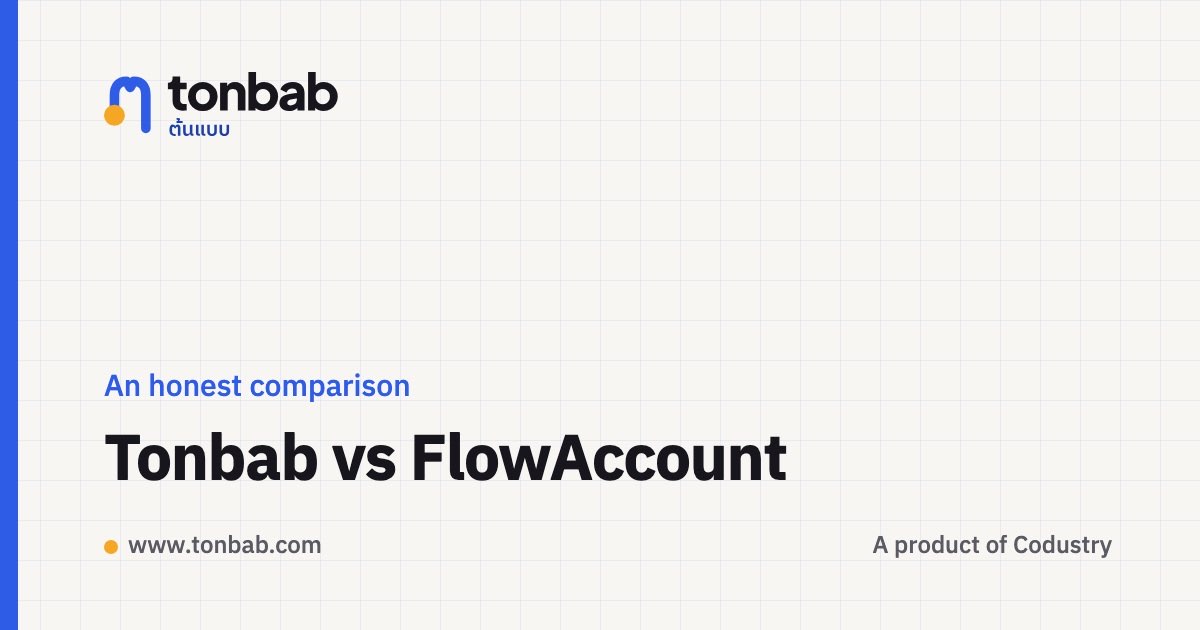 tonbab
ต้นแบบ
An honest comparison
Tonbab vs FlowAccount
www.tonbab.com
A product of Codustry